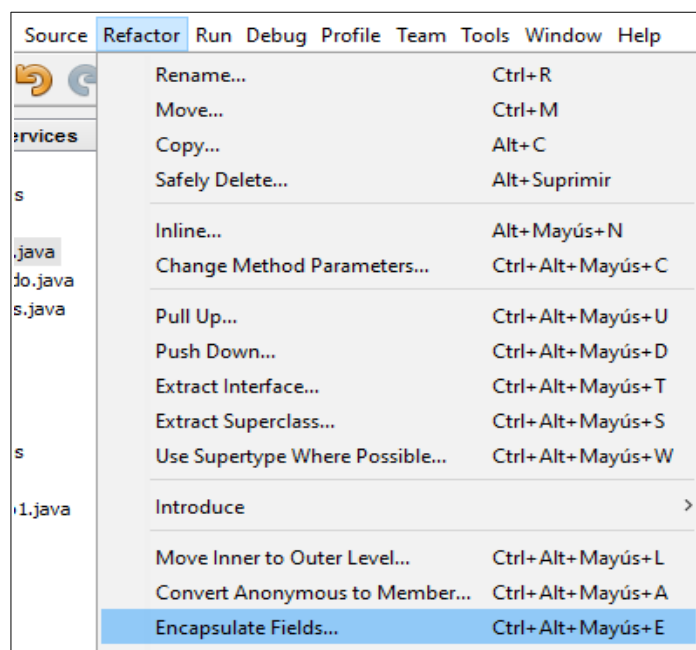 Source Refactor Run Debug Profile Team Tools Window Help
ervices
s
.java
do.java
s.java
s
1.java
Rename... Ctrl+R
Move... Ctrl+M
Copy... Alt+C
Safely Delete... Alt+Suprimir
Inline... Alt+Mayús+N
Change Method Parameters... Ctrl+Alt+Mayús+C
Pull Up... Ctrl+Alt+Mayús+U
Push Down... Ctrl+Alt+Mayús+D
Extract Interface... Ctrl+Alt+Mayús+T
Extract Superclass... Ctrl+Alt+Mayús+S
Use Supertype Where Possible... Ctrl+Alt+Mayús+W
Introduce >
Move Inner to Outer Level... Ctrl+Alt+Mayús+L
Convert Anonymous to Member... Ctrl+Alt+Mayús+A
Encapsulate Fields... Ctrl+Alt+Mayús+E